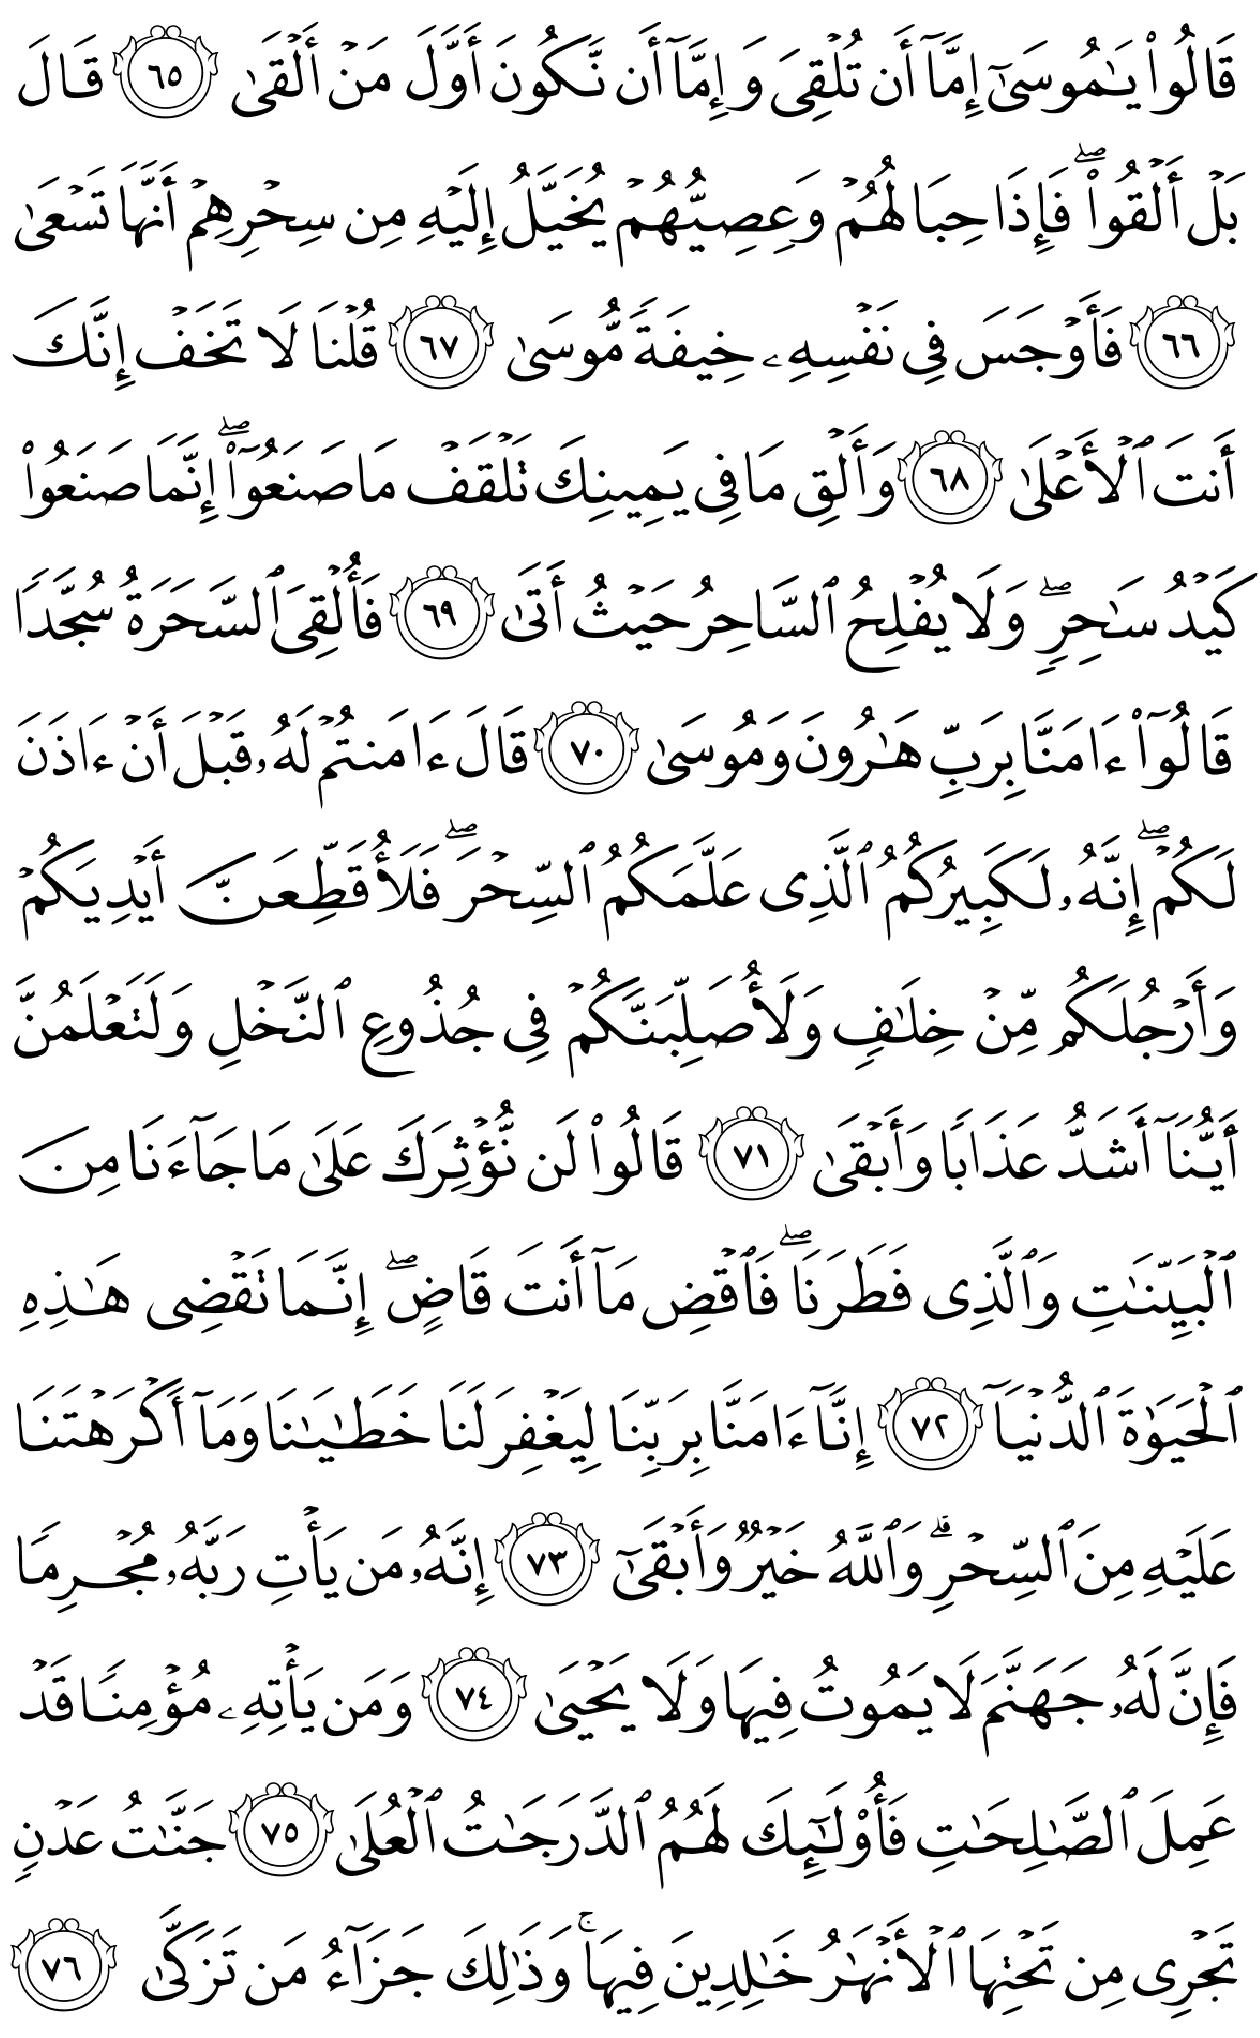 قَالُوا۟ يَـٰمُوسَىٰٓ إِمَّآ أَن تُلْقِىَ وَإِمَّآ أَن نَّكُونَ أَوَّلَ مَنْ أَلْقَىٰ ٦٥ قَالَ
بَلْ أَلْقُوا۟ ۖ فَإِذَا حِبَالُهُمْ وَعِصِيُّهُمْ يُخَيَّلُ إِلَيْهِ مِن سِحْرِهِمْ أَنَّهَا تَسْعَىٰ
٦٦ فَأَوْجَسَ فِى نَفْسِهِۦ خِيفَةً مُّوسَىٰ ٦٧ قُلْنَا لَا تَخَفْ إِنَّكَ
أَنتَ ٱلْأَعْلَىٰ ٦٨ وَأَلْقِ مَا فِى يَمِينِكَ تَلْقَفْ مَا صَنَعُوٓا۟ ۖ إِنَّمَا صَنَعُوا۟
كَيْدُ سَـٰحِرٍ ۖ وَلَا يُفْلِحُ ٱلسَّاحِرُ حَيْثُ أَتَىٰ ٦٩ فَأُلْقِىَ ٱلسَّحَرَةُ سُجَّدًا
قَالُوٓا۟ ءَامَنَّا بِرَبِّ هَـٰرُونَ وَمُوسَىٰ ٧٠ قَالَ ءَامَنتُمْ لَهُۥ قَبْلَ أَنْ ءَاذَنَ
لَكُمْ ۖ إِنَّهُۥ لَكَبِيرُكُمُ ٱلَّذِى عَلَّمَكُمُ ٱلسِّحْرَ ۖ فَلَأُقَطِّعَنَّ أَيْدِيَكُمْ
وَأَرْجُلَكُم مِّنْ خِلَـٰفٍ وَلَأُصَلِّبَنَّكُمْ فِى جُذُوعِ ٱلنَّخْلِ وَلَتَعْلَمُنَّ
أَيُّنَآ أَشَدُّ عَذَابًا وَأَبْقَىٰ ٧١ قَالُوا۟ لَن نُّؤْثِرَكَ عَلَىٰ مَا جَآءَنَا مِنَ
ٱلْبَيِّنَـٰتِ وَٱلَّذِى فَطَرَنَا ۖ فَٱقْضِ مَآ أَنتَ قَاضٍ ۖ إِنَّمَا تَقْضِى هَـٰذِهِ
ٱلْحَيَوٰةَ ٱلدُّنْيَآ ٧٢ إِنَّآ ءَامَنَّا بِرَبِّنَا لِيَغْفِرَ لَنَا خَطَـٰيَـٰنَا وَمَآ أَكْرَهْتَنَا
عَلَيْهِ مِنَ ٱلسِّحْرِ ۗ وَٱللَّهُ خَيْرٌ وَأَبْقَىٰٓ ٧٣ إِنَّهُۥ مَن يَأْتِ رَبَّهُۥ مُجْرِمًا
فَإِنَّ لَهُۥ جَهَنَّمَ لَا يَمُوتُ فِيهَا وَلَا يَحْيَىٰ ٧٤ وَمَن يَأْتِهِۦ مُؤْمِنًا قَدْ
عَمِلَ ٱلصَّـٰلِحَـٰتِ فَأُو۟لَـٰٓئِكَ لَهُمُ ٱلدَّرَجَـٰتُ ٱلْعُلَىٰ ٧٥ جَنَّـٰتُ عَدْنٍ
تَجْرِى مِن تَحْتِهَا ٱلْأَنْهَـٰرُ خَـٰلِدِينَ فِيهَا ۚ وَذَٰلِكَ جَزَآءُ مَن تَزَكَّىٰ ٧٦